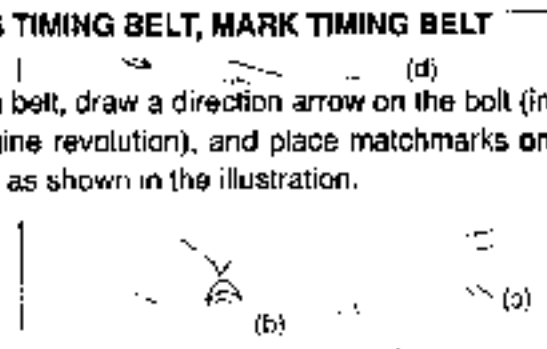 TIMING BELT, MARK TIMING BELT
(d)
belt, draw a direction arrow on the bolt (in
gine revolution), and place matchmarks on
as shown in the illustration.
(b)